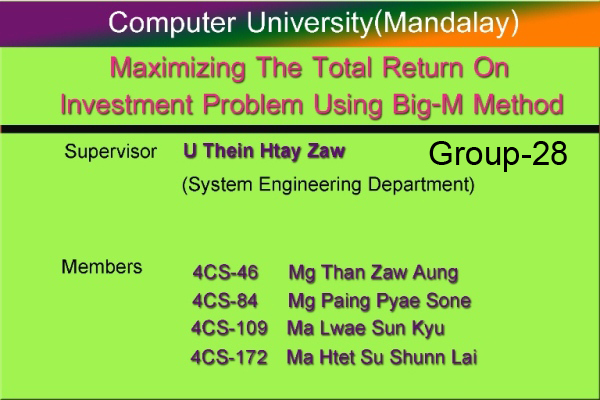 Computer University(Mandalay)
Maximizing The Total Return On
Investment Problem Using Big-M Method
Supervisor U Thein Htay Zaw Group-28
(System Engineering Department)
Members 4CS-46 Mg Than Zaw Aung
4CS-84 Mg Paing Pyae Sone
4CS-109 Ma Lwae Sun Kyu
4CS-172 Ma Htet Su Shunn Lai